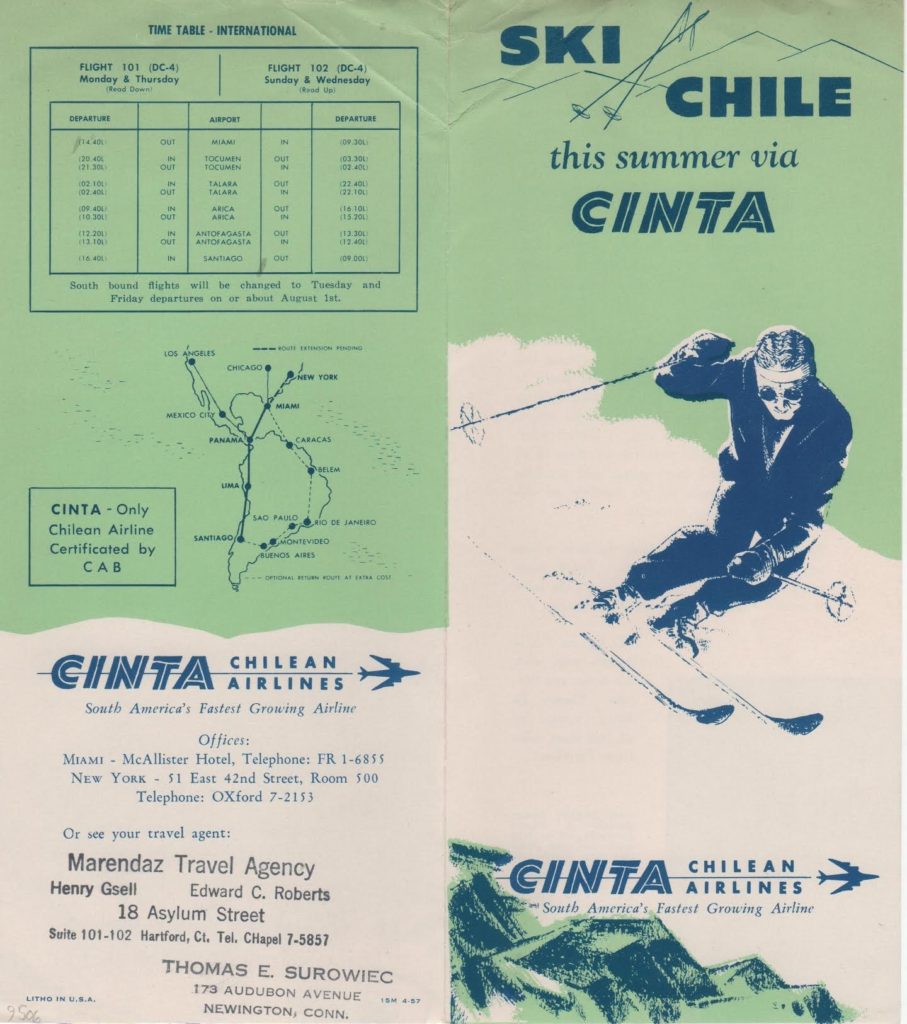 TIME TABLE - INTERNATIONAL
FLIGHT 101 (DC-4) FLIGHT 102 (DC-4)
Monday & Thursday Sunday & Wednesday
(Read Down) (Read Up)
DEPARTURE AIRPORT DEPARTURE
(14.40L) OUT MIAMI IN (09.30L)
(20.40L IN TOCUMEN OUT (03.30L)
(21.30L) OUT TOCUMEN IN (02.40L)
(02.10L) IN TALARA OUT (22.40L)
(02.40L) OUT TALARA IN (22.10L)
(09.40L) IN ARICA OUT (16.10L)
(10.30L) OUT ARICA IN (15.20L)
(12.20L) IN ANTOFAGASTA OUT (13.30L)
(13.10L) OUT ANTOFAGASTA IN (12.40L)
(16.40L) IN SANTIAGO OUT (09.00L)
South bound flights will be changed to Tuesday and
Friday departures on or about August 1st.
LOS ANGELES
ROUTE EXTENSION PENDING
CHICAGO
NEW YORK
MEXICO CITY
MIAMI
PANAMA
CARACAS
BELEM
LIMA
SAO PAULO
RIO DE JANEIRO
SANTIAGO
MONTEVIDEO
BUENOS AIRES
OPTIONAL RETURN ROUTE AT EXTRA COST
CINTA - Only
Chilean Airline
Certificated by
CAB
CINTA CHILEAN AIRLINES
South America's Fastest Growing Airline
Offices:
MIAMI - McAllister Hotel, Telephone: FR 1-6855
NEW YORK - 51 East 42nd Street, Room 500
Telephone: OXford 7-2153
Or see your travel agent:
Marendaz Travel Agency
Henry Gsell Edward C. Roberts
18 Asylum Street
Suite 101-102 Hartford, Ct. Tel. CHapel 7-5857
THOMAS E. SUROWIEC
173 AUDUBON AVENUE
NEWINGTON, CONN.
LITHO IN U.S.A. 15M 4-57
SKI
CHILE
this summer via
CINTA
CINTA CHILEAN AIRLINES
South America's Fastest Growing Airline